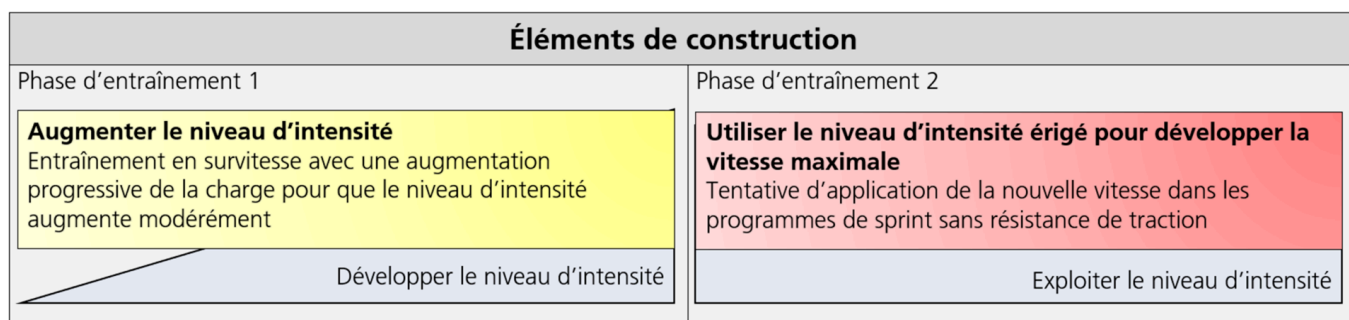 Éléments de construction
Phase d'entraînement 1
Augmenter le niveau d'intensité
Entraînement en survitesse avec une augmentation
progressive de la charge pour que le niveau d'intensité
augmente modérément
Développer le niveau d'intensité
Phase d'entraînement 2
Utiliser le niveau d'intensité érigé pour développer la
vitesse maximale
Tentative d'application de la nouvelle vitesse dans les
programmes de sprint sans résistance de traction
Exploiter le niveau d'intensité